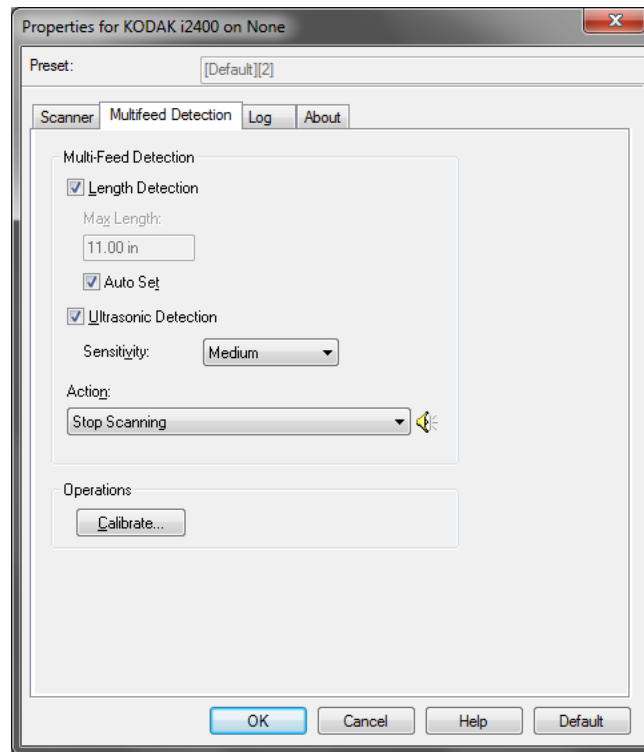 Properties for KODAK i2400 on None
Preset: [Default][2]
Scanner Multifeed Detection Log About
Multi-Feed Detection
Length Detection
Max Length:
11.00 in
Auto Set
Ultrasonic Detection
Sensitivity: Medium
Action:
Stop Scanning
Operations
Calibrate...
OK Cancel Help Default